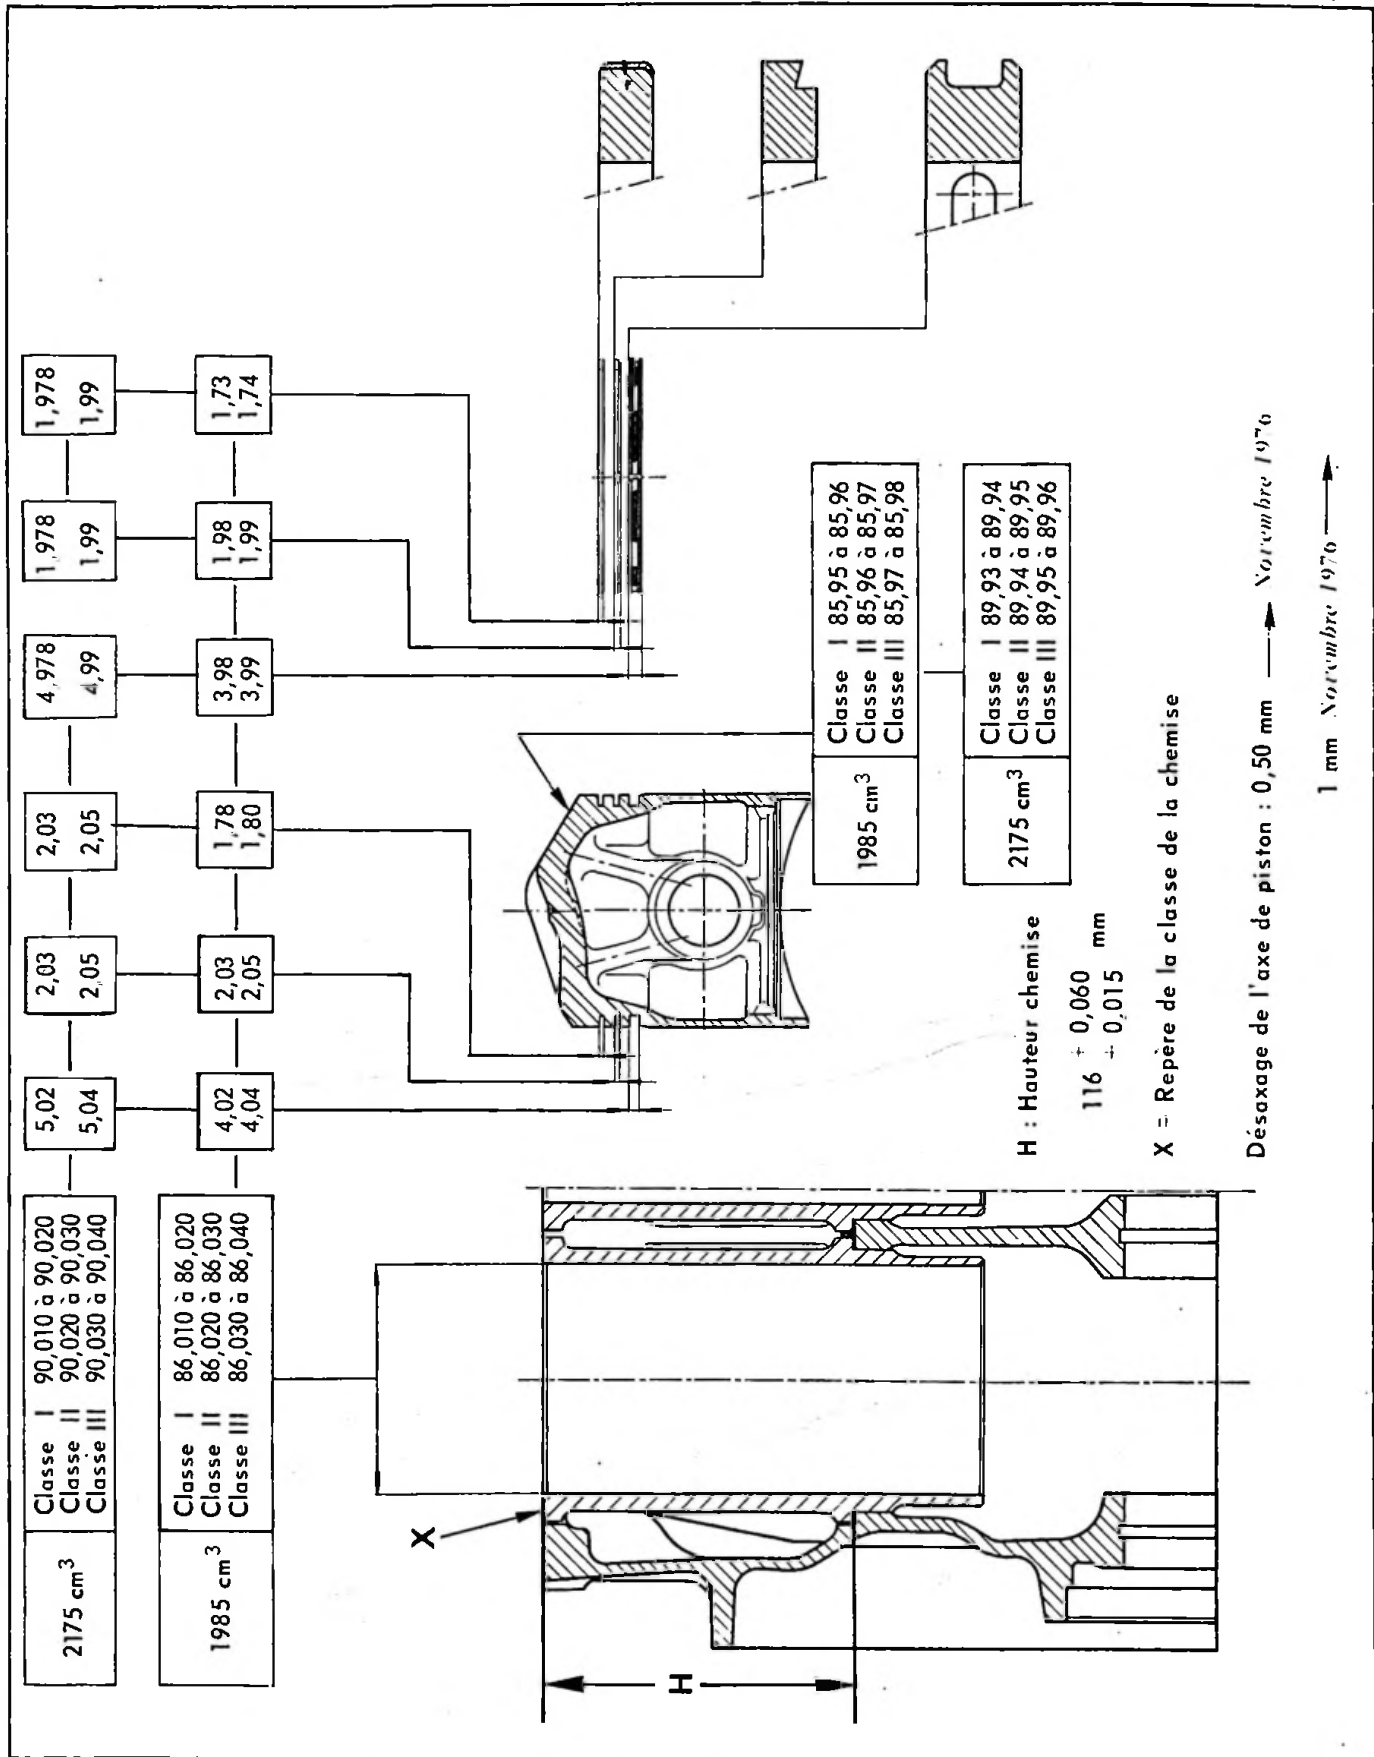 2175 cm³
Classe I 90,010 à 90,020
Classe II 90,020 à 90,030
Classe III 90,030 à 90,040
5,02
5,04
2,03
2,05
2,03
2,05
4,978
4,99
1,978
1,99
1,978
1,99
1985 cm³
Classe I 86,010 à 86,020
Classe II 86,020 à 86,030
Classe III 86,030 à 86,040
4,02
4,04
2,03
2,05
1,78
1,80
3,98
3,99
1,98
1,99
1,73
1,74
X
H
1985 cm³
Classe I 85,95 à 85,96
Classe II 85,96 à 85,97
Classe III 85,97 à 85,98
2175 cm³
Classe I 89,93 à 89,94
Classe II 89,94 à 89,95
Classe III 89,95 à 89,96
H : Hauteur chemise
116 + 0,060
+ 0,015 mm
X = Repère de la classe de la chemise
Désaxage de l'axe de piston : 0,50 mm → Novembre 1976
1 mm Novembre 1976 →